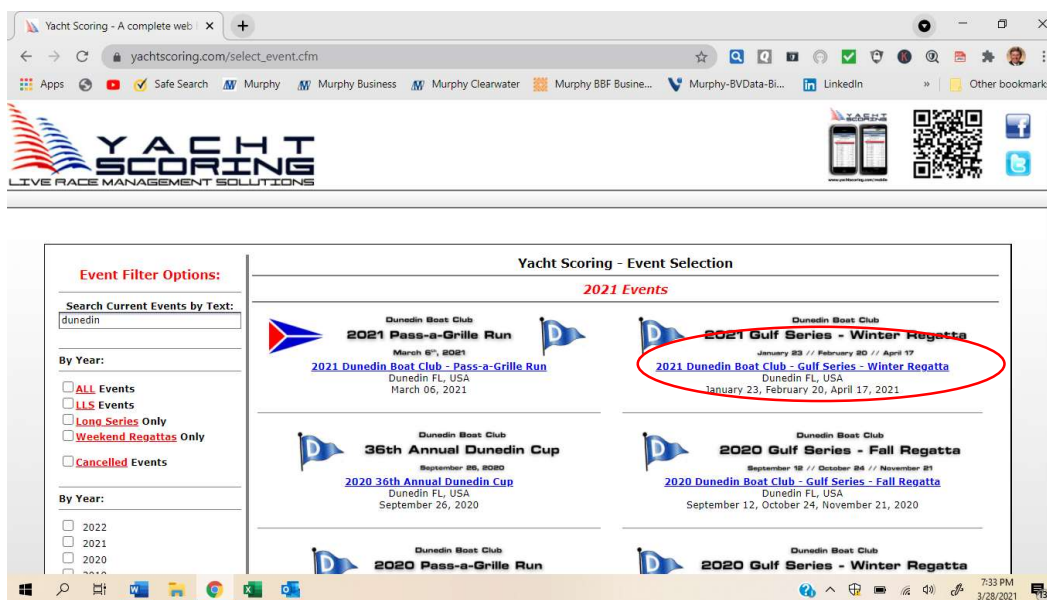 Yacht Scoring - A complete web
yachtscoring.com/select_event.cfm
Apps Safe Search Murphy Murphy Business Murphy Clearwater Murphy BBF Busine... Murphy-BVData-Bi... LinkedIn » Other bookmark
YACHT
SCORING
LIVE RACE MANAGEMENT SOLUTIONS
Event Filter Options:
Search Current Events by Text:
dunedin
By Year:
ALL Events
LLS Events
Long Series Only
Weekend Regattas Only
Cancelled Events
By Year:
2022
2021
2020
Yacht Scoring - Event Selection
2021 Events
Dunedin Boat Club
2021 Pass-a-Grille Run
March 6th, 2021
2021 Dunedin Boat Club - Pass-a-Grille Run
Dunedin FL, USA
March 06, 2021
Dunedin Boat Club
2021 Gulf Series - Winter Regatta
January 23 // February 20 // April 17
2021 Dunedin Boat Club - Gulf Series - Winter Regatta
Dunedin FL, USA
January 23, February 20, April 17, 2021
Dunedin Boat Club
36th Annual Dunedin Cup
September 26, 2020
2020 36th Annual Dunedin Cup
Dunedin FL, USA
September 26, 2020
Dunedin Boat Club
2020 Gulf Series - Fall Regatta
September 12 // October 24 // November 21
2020 Dunedin Boat Club - Gulf Series - Fall Regatta
Dunedin FL, USA
September 12, October 24, November 21, 2020
Dunedin Boat Club
2020 Pass-a-Grille Run
Dunedin Boat Club
2020 Gulf Series - Winter Regatta
7:33 PM
3/28/2021